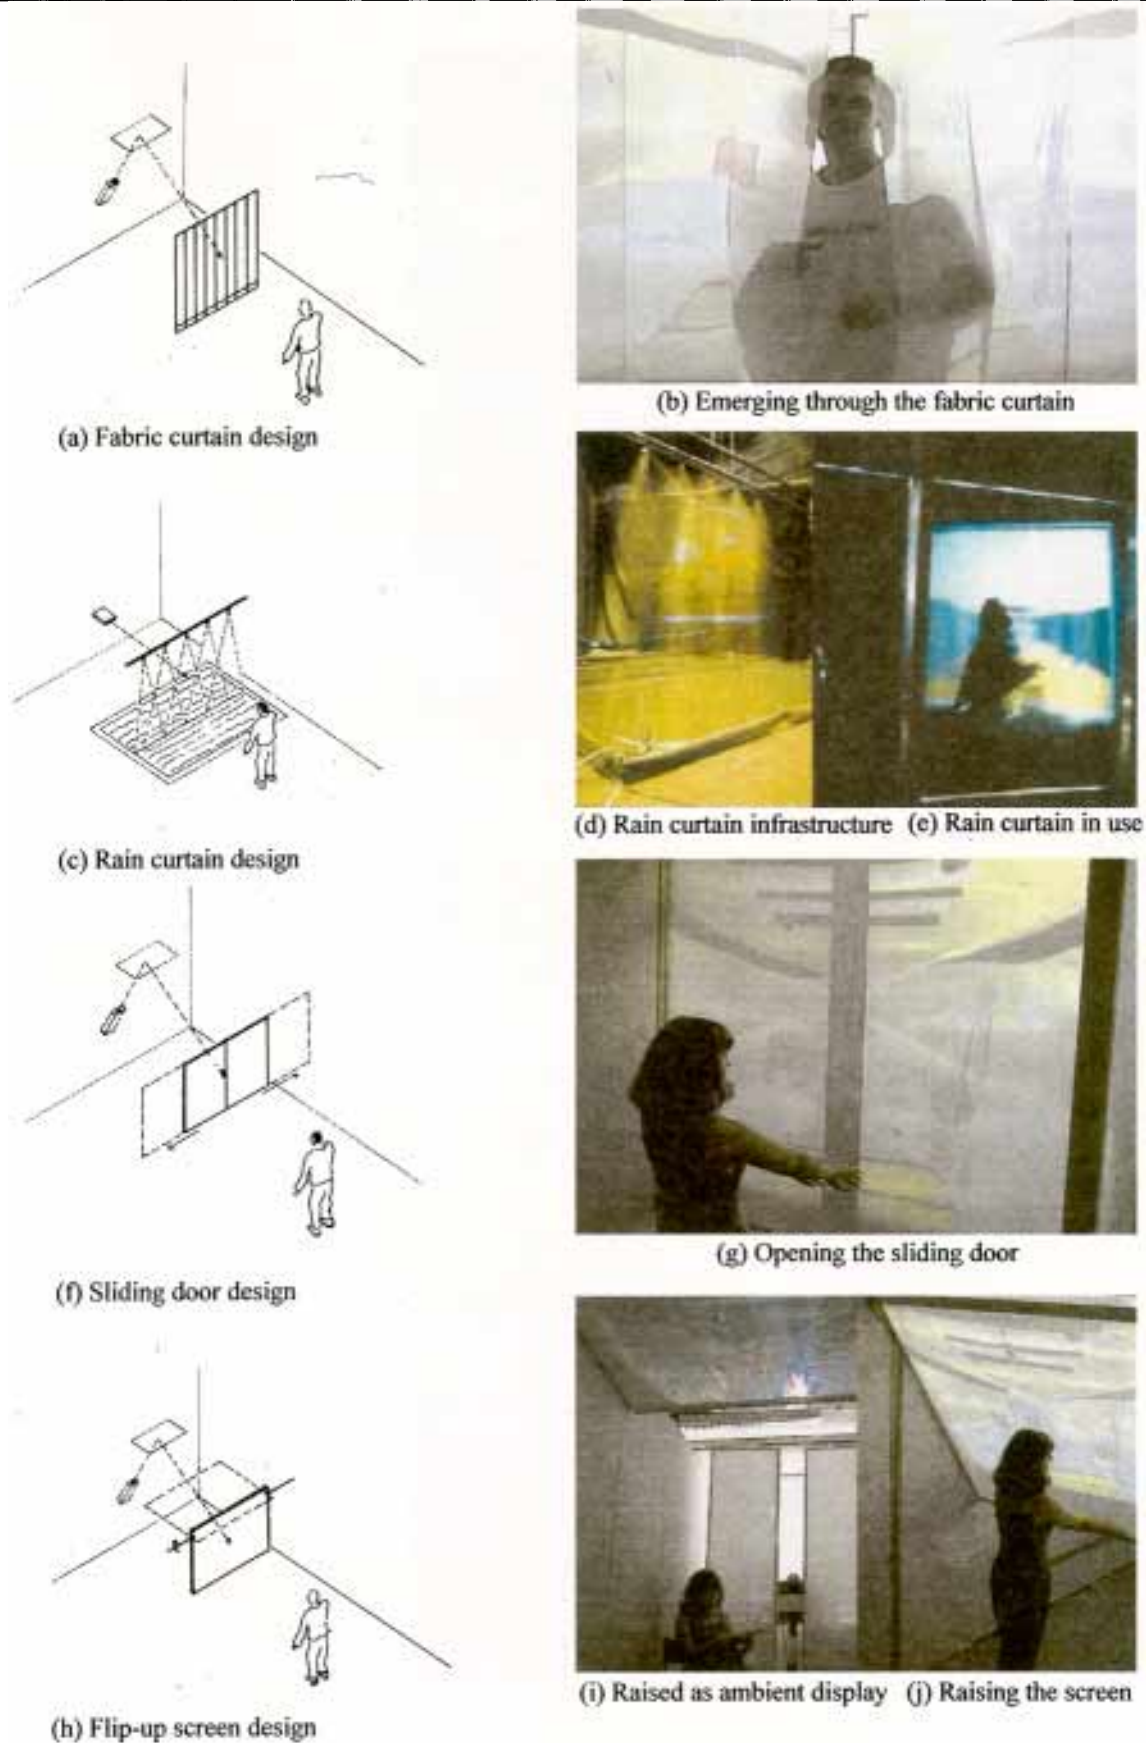 (a) Fabric curtain design
(b) Emerging through the fabric curtain
(c) Rain curtain design
(d) Rain curtain infrastructure (e) Rain curtain in use
(f) Sliding door design
(g) Opening the sliding door
(h) Flip-up screen design
(i) Raised as ambient display (j) Raising the screen